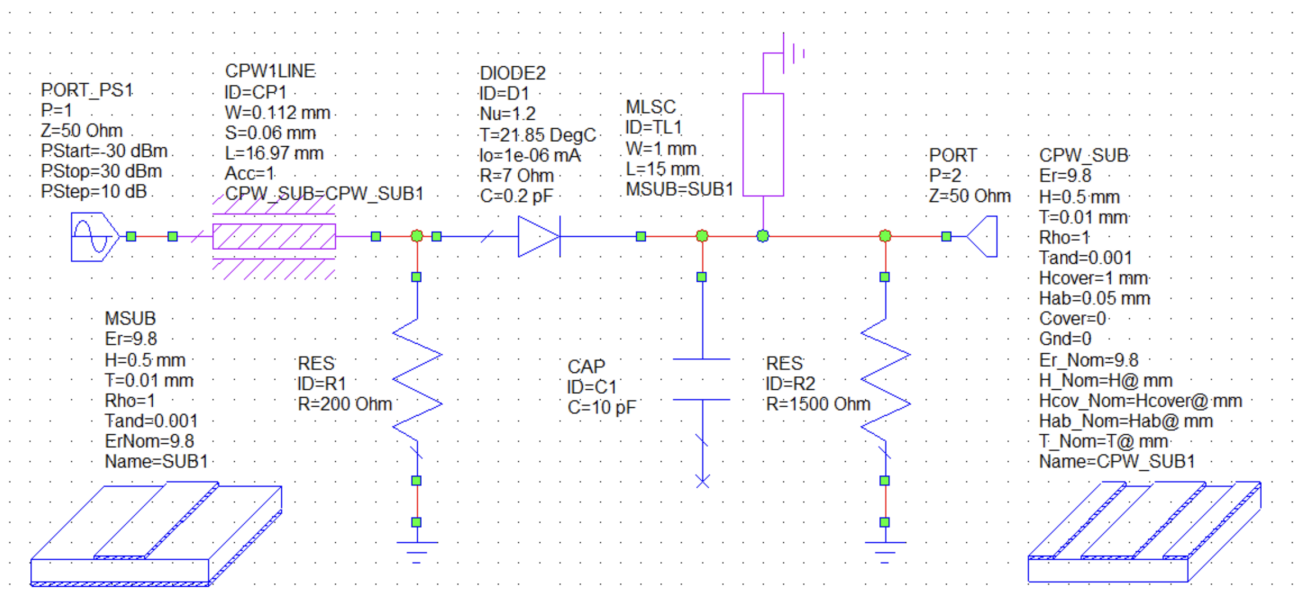 PORT_PS1
P=1
Z=50 Ohm
PStart=-30 dBm
PStop=30 dBm
PStep=10 dB
CPW1LINE
ID=CP1
W=0.112 mm
S=0.06 mm
L=16.97 mm
Acc=1
CPW_SUB=CPW_SUB1
DIODE2
ID=D1
Nu=1.2
T=21.85 DegC
Io=1e-06 mA
R=7 Ohm
C=0.2 pF
MLSC
ID=TL1
W=1 mm
L=15 mm
MSUB=SUB1
PORT
P=2
Z=50 Ohm
CPW_SUB
Er=9.8
H=0.5 mm
T=0.01 mm
Rho=1
Tand=0.001
Hcover=1 mm
Hab=0.05 mm
Cover=0
Gnd=0
Er_Nom=9.8
H_Nom=H@ mm
Hcov_Nom=Hcover@ mm
Hab_Nom=Hab@ mm
T_Nom=T@ mm
Name=CPW_SUB1
MSUB
Er=9.8
H=0.5 mm
T=0.01 mm
Rho=1
Tand=0.001
ErNom=9.8
Name=SUB1
RES
ID=R1
R=200 Ohm
CAP
ID=C1
C=10 pF
RES
ID=R2
R=1500 Ohm